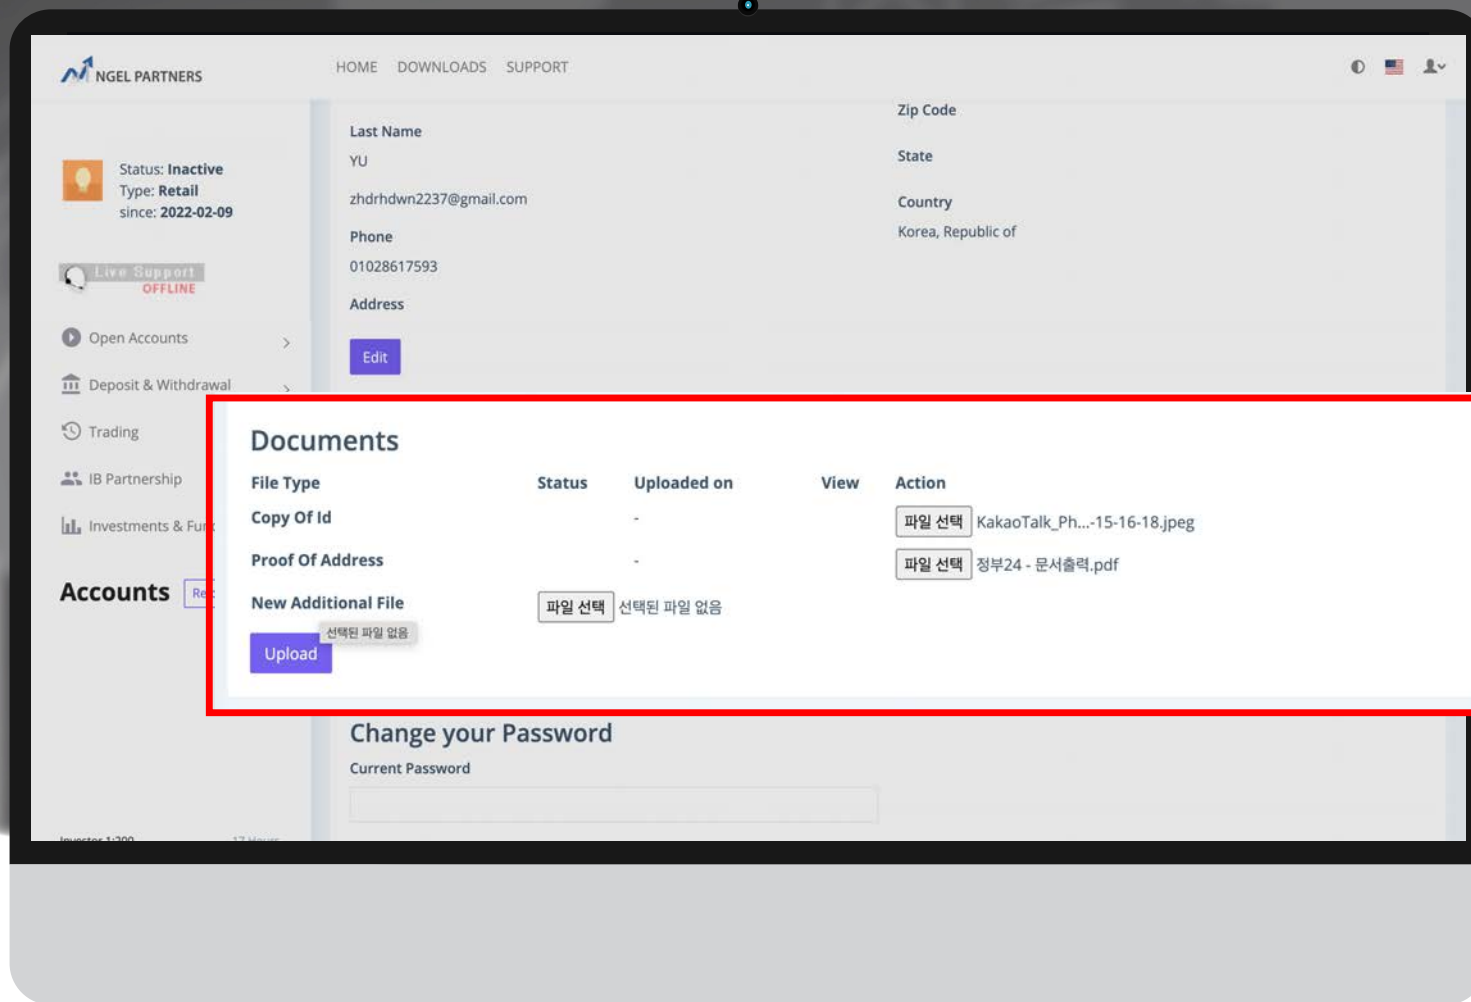 NGEL PARTNERS
HOME DOWNLOADS SUPPORT
Status: Inactive
Type: Retail
since: 2022-02-09
Live Support
OFFLINE
Open Accounts
Deposit & Withdrawal
Trading
IB Partnership
Investments &
Accounts
Last Name
YU
zhdrhdwn2237@gmail.com
Phone
01028617593
Address
Edit
Zip Code
State
Country
Korea, Republic of
Documents
File Type Status Uploaded on View Action
Copy Of Id - 파일 선택 KakaoTalk_Ph...-15-16-18.jpeg
Proof Of Address - 파일 선택 정부24 - 문서출력.pdf
New Additional File 파일 선택 선택된 파일 없음
선택된 파일 없음
Upload
Change your Password
Current Password